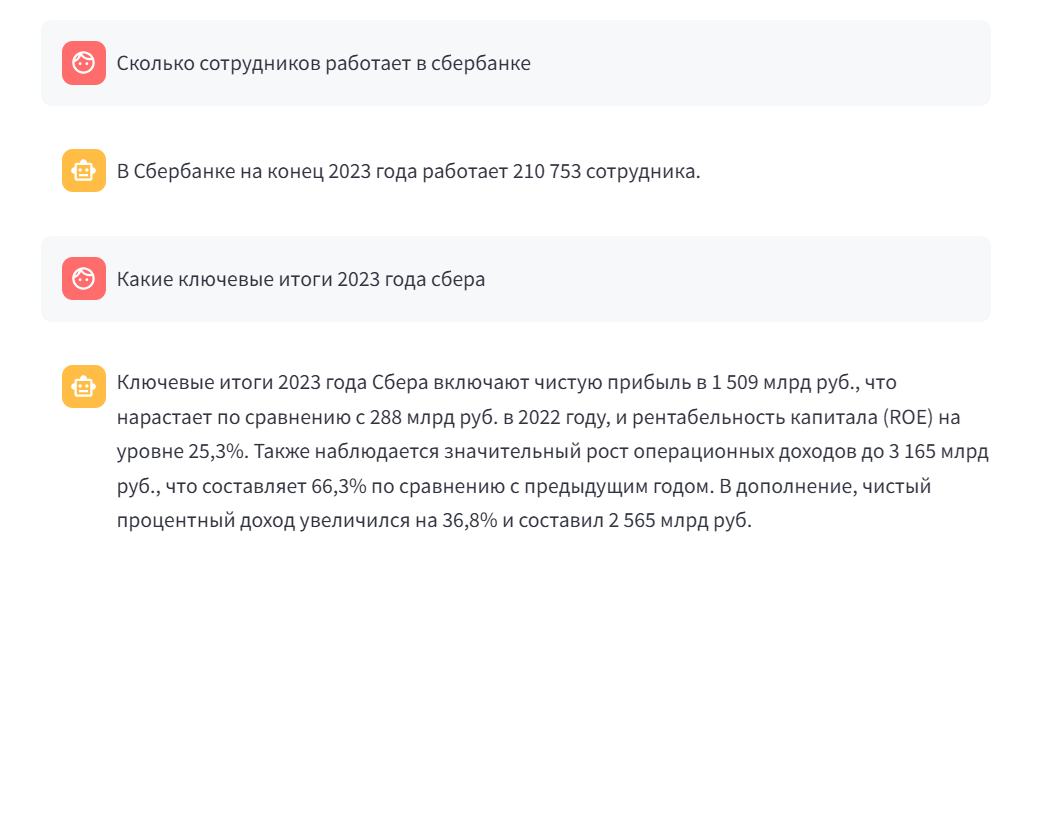 Сколько сотрудников работает в сбербанке
В Сбербанке на конец 2023 года работает 210 753 сотрудника.
Какие ключевые итоги 2023 года сбера
Ключевые итоги 2023 года Сбера включают чистую прибыль в 1 509 млрд руб., что
нарастает по сравнению с 288 млрд руб. в 2022 году, и рентабельность капитала (ROE) на
уровне 25,3%. Также наблюдается значительный рост операционных доходов до 3 165 млрд
руб., что составляет 66,3% по сравнению с предыдущим годом. В дополнение, чистый
процентный доход увеличился на 36,8% и составил 2 565 млрд руб.